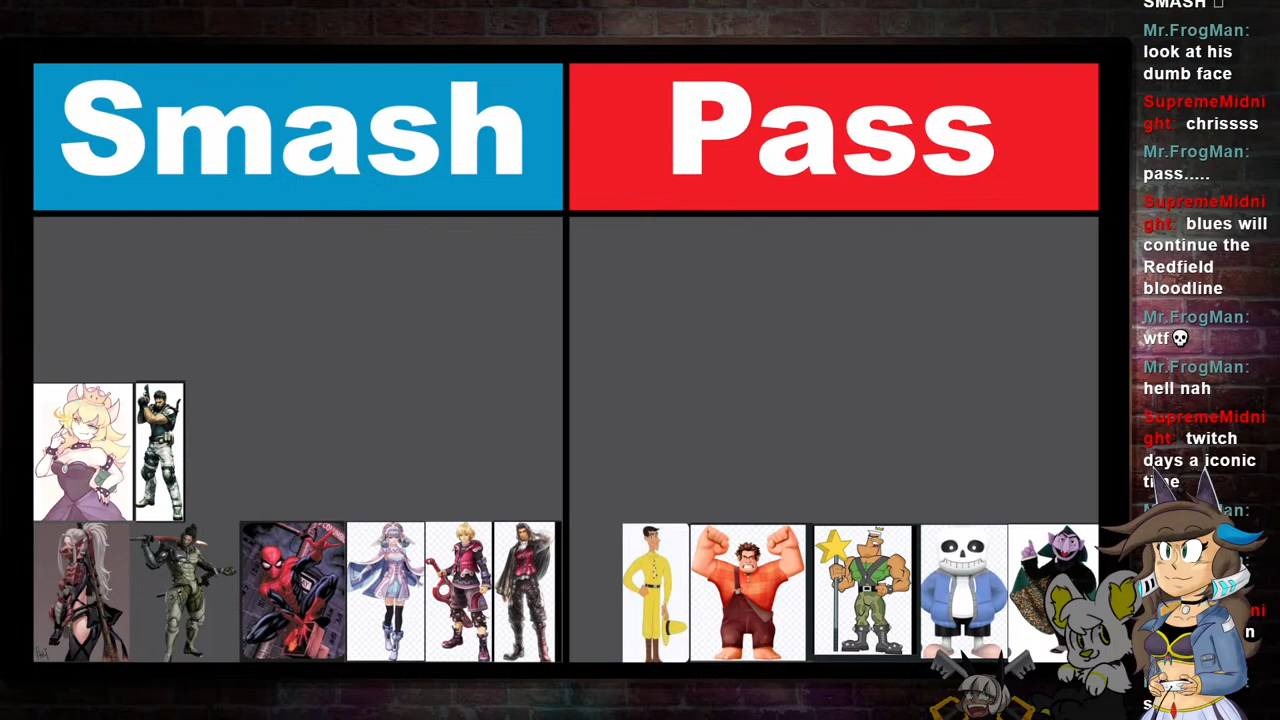 Smash
Pass
SMASH
Mr.FrogMan:
look at his
dumb face
SupremeMidni
ght: chrissss
Mr.FrogMan:
pass.....
SupremeMidni
ght: blues will
continue the
Redfield
bloodline
Mr.FrogMan:
wtf💀
Mr.FrogMan:
hell nah
SupremeMidni
ght: twitch
days a iconic
time